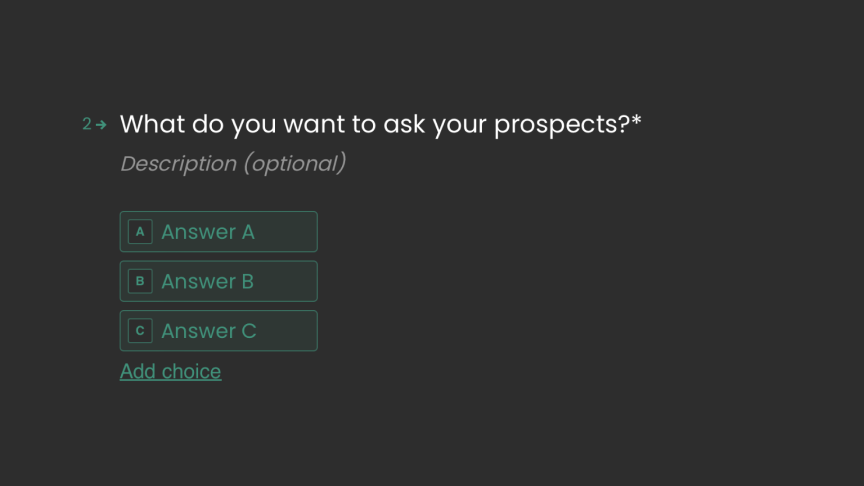 2→ What do you want to ask your prospects?*
Description (optional)
A Answer A
B Answer B
C Answer C
Add choice